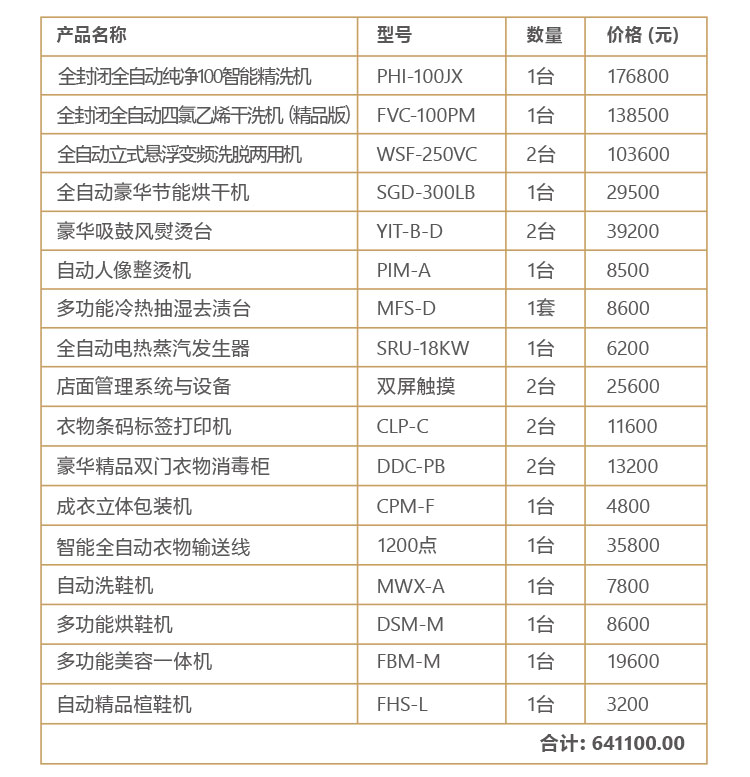 产品名称 型号 数量 价格 (元)
全封闭全自动纯净100智能精洗机 PHI-100JX 1台 176800
全封闭全自动四氯乙烯干洗机 (精品版) FVC-100PM 1台 138500
全自动立式悬浮变频洗脱两用机 WSF-250VC 2台 103600
全自动豪华节能烘干机 SGD-300LB 1台 29500
豪华吸鼓风熨烫台 YIT-B-D 2台 39200
自动人像整烫机 PIM-A 1台 8500
多功能冷热抽湿去渍台 MFS-D 1套 8600
全自动电热蒸汽发生器 SRU-18KW 1台 6200
店面管理系统与设备 双屏触摸 2台 25600
衣物条码标签打印机 CLP-C 2台 11600
豪华精品双门衣物消毒柜 DDC-PB 2台 13200
成衣立体包装机 CPM-F 1台 4800
智能全自动衣物输送线 1200点 1台 35800
自动洗鞋机 MWX-A 1台 7800
多功能烘鞋机 DSM-M 1台 8600
多功能美容一体机 FBM-M 1台 19600
自动精品楦鞋机 FHS-L 1台 3200
合计: 641100.00